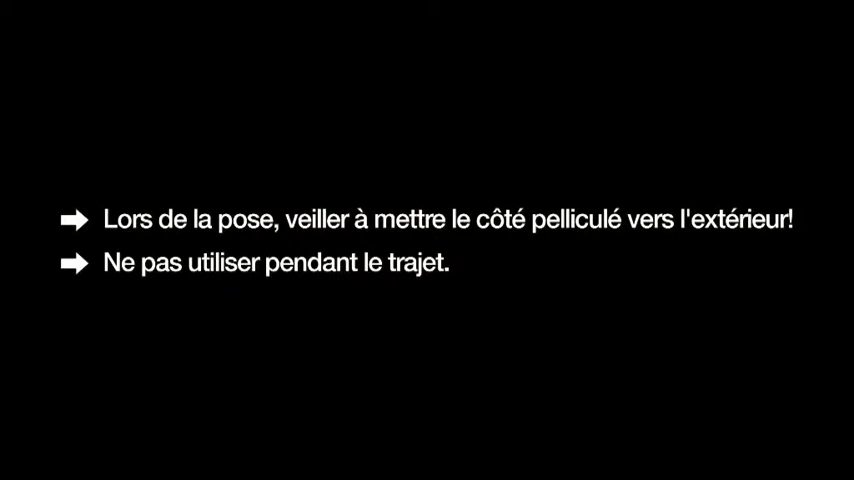 Lors de la pose, veiller à mettre le côté pelliculé vers l'extérieur!
Ne pas utiliser pendant le trajet.